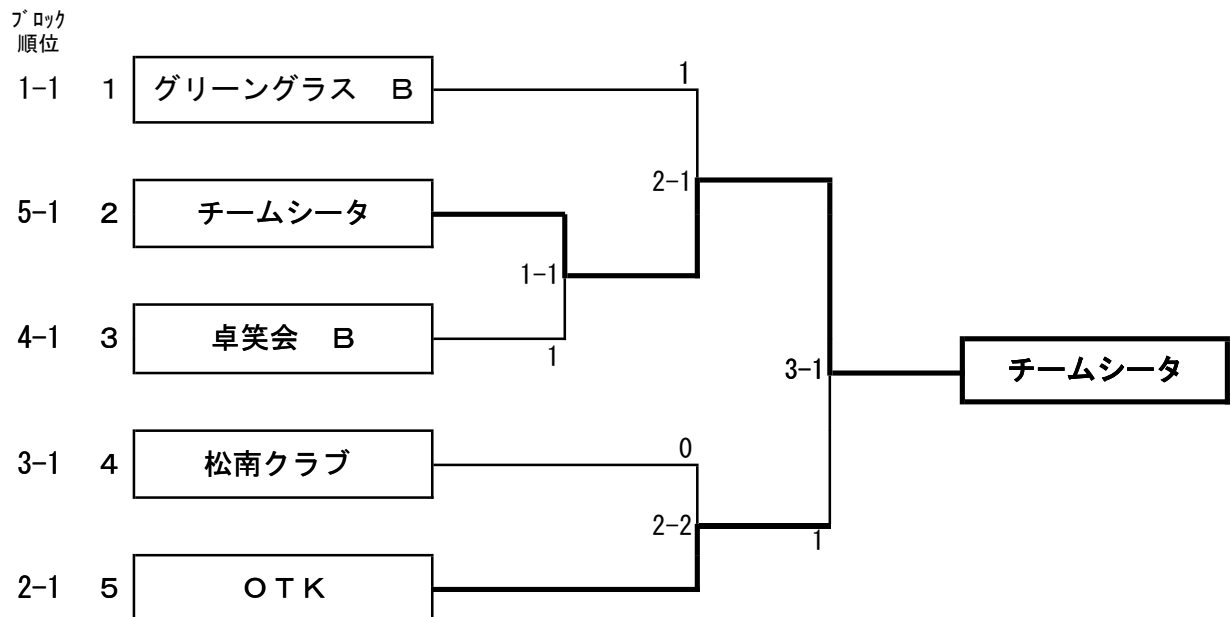 ブロック
順位
1-1 1 グリーングラス B 1
2-1
5-1 2 チームシータ
1-1
4-1 3 卓笑会 B 1
3-1 チームシータ
3-1 4 松南クラブ 0
2-2 1
2-1 5 OTK